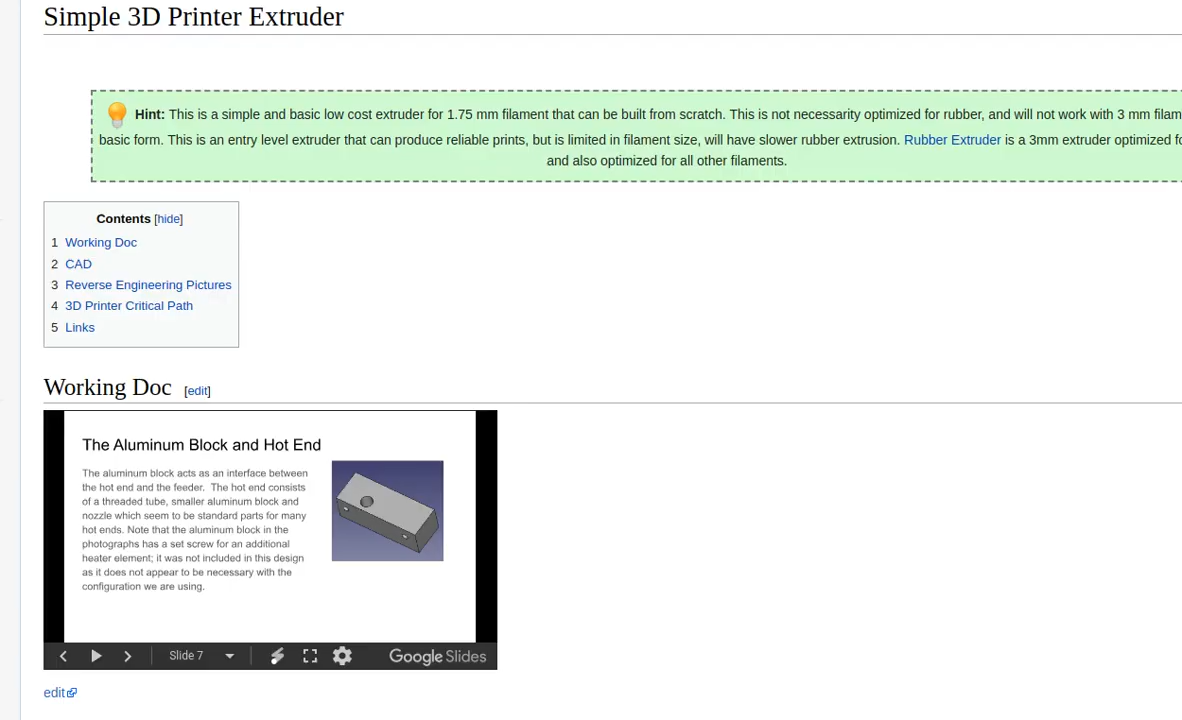 Simple 3D Printer Extruder
Hint: This is a simple and basic low cost extruder for 1.75 mm filament that can be built from scratch. This is not necessarity optimized for rubber, and will not work with 3 mm filam
basic form. This is an entry level extruder that can produce reliable prints, but is limited in filament size, will have slower rubber extrusion. Rubber Extruder is a 3mm extruder optimized fo
and also optimized for all other filaments.
Contents [hide]
1 Working Doc
2 CAD
3 Reverse Engineering Pictures
4 3D Printer Critical Path
5 Links
Working Doc [edit]
The Aluminum Block and Hot End
The aluminum block acts as an interface between
the hot end and the feeder. The hot end consists
of a threaded tube, smaller aluminum block and
nozzle which seem to be standard parts for many
hot ends. Note that the aluminum block in the
photographs has a set screw for an additional
heater element; it was not included in this design
as it does not appear to be necessary with the
configuration we are using.
Slide 7
Google Slides
edit